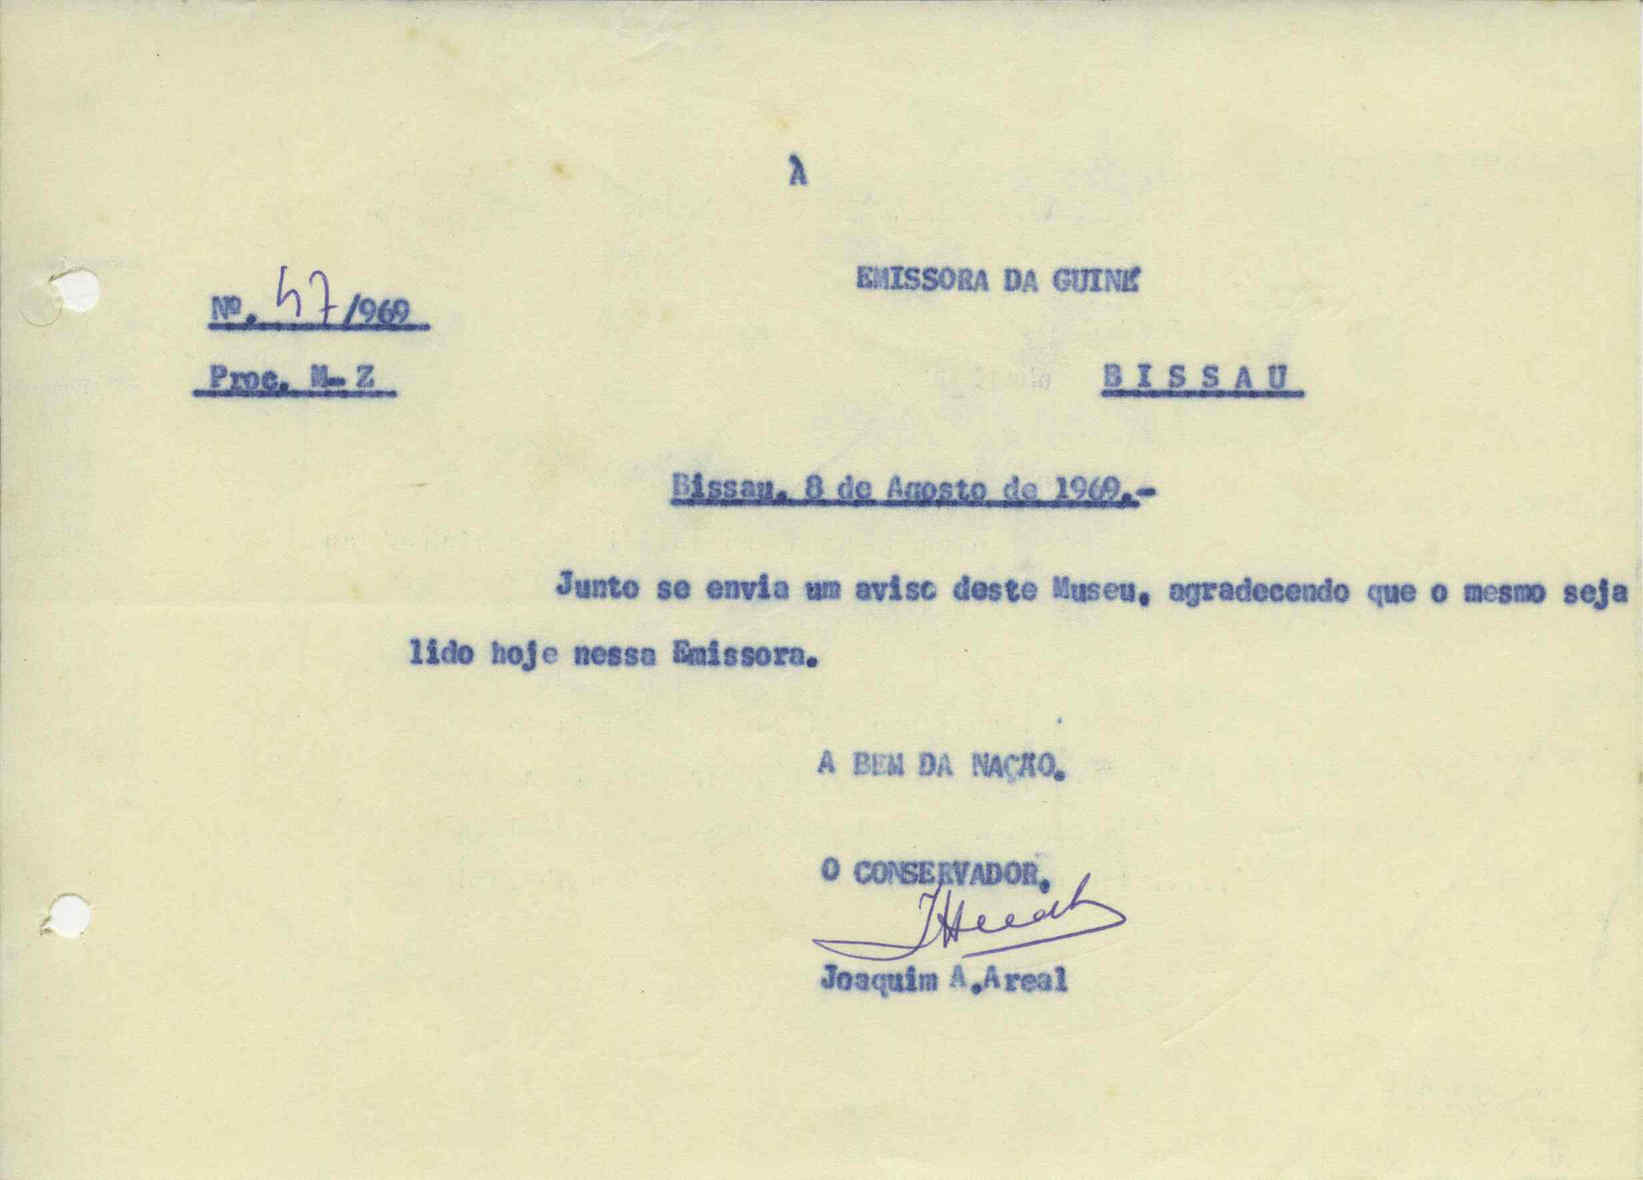 À
EMISSORA DA GUINÉ
Nº. 47/969
Proc. M-Z
BISSAU
Bissau, 8 de Agosto de 1969.-
Junto se envia um aviso deste Museu, agradecendo que o mesmo seja
lido hoje nessa Emissora.
A BEM DA NAÇÃO.
O CONSERVADOR,
Joaquim A.Areal